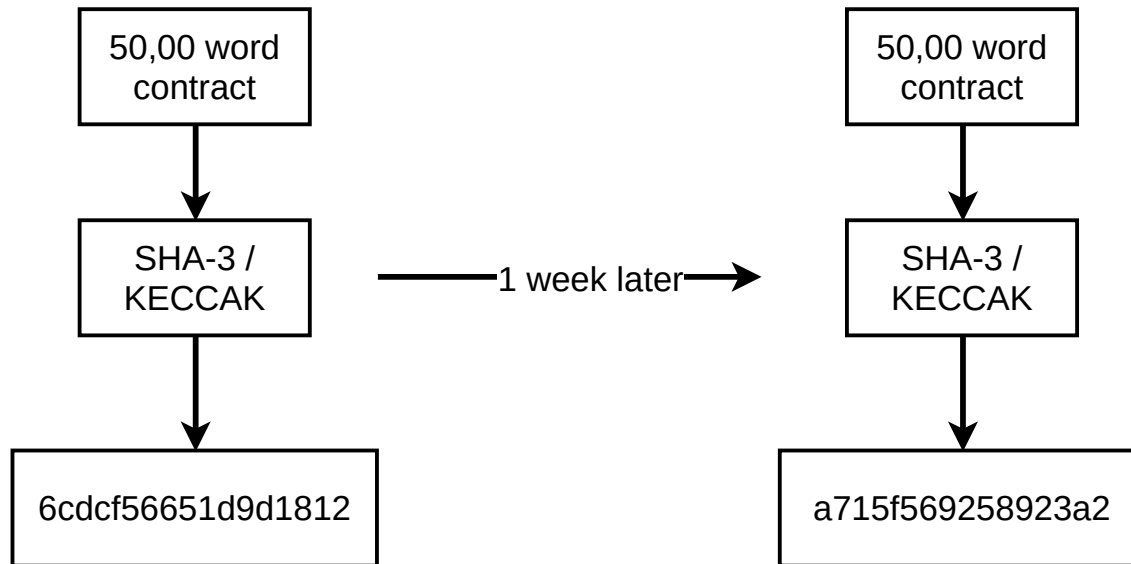 50,00 word
contract
SHA-3 /
KECCAK
6cdcf56651d9d1812
1 week later
50,00 word
contract
SHA-3 /
KECCAK
a715f569258923a2